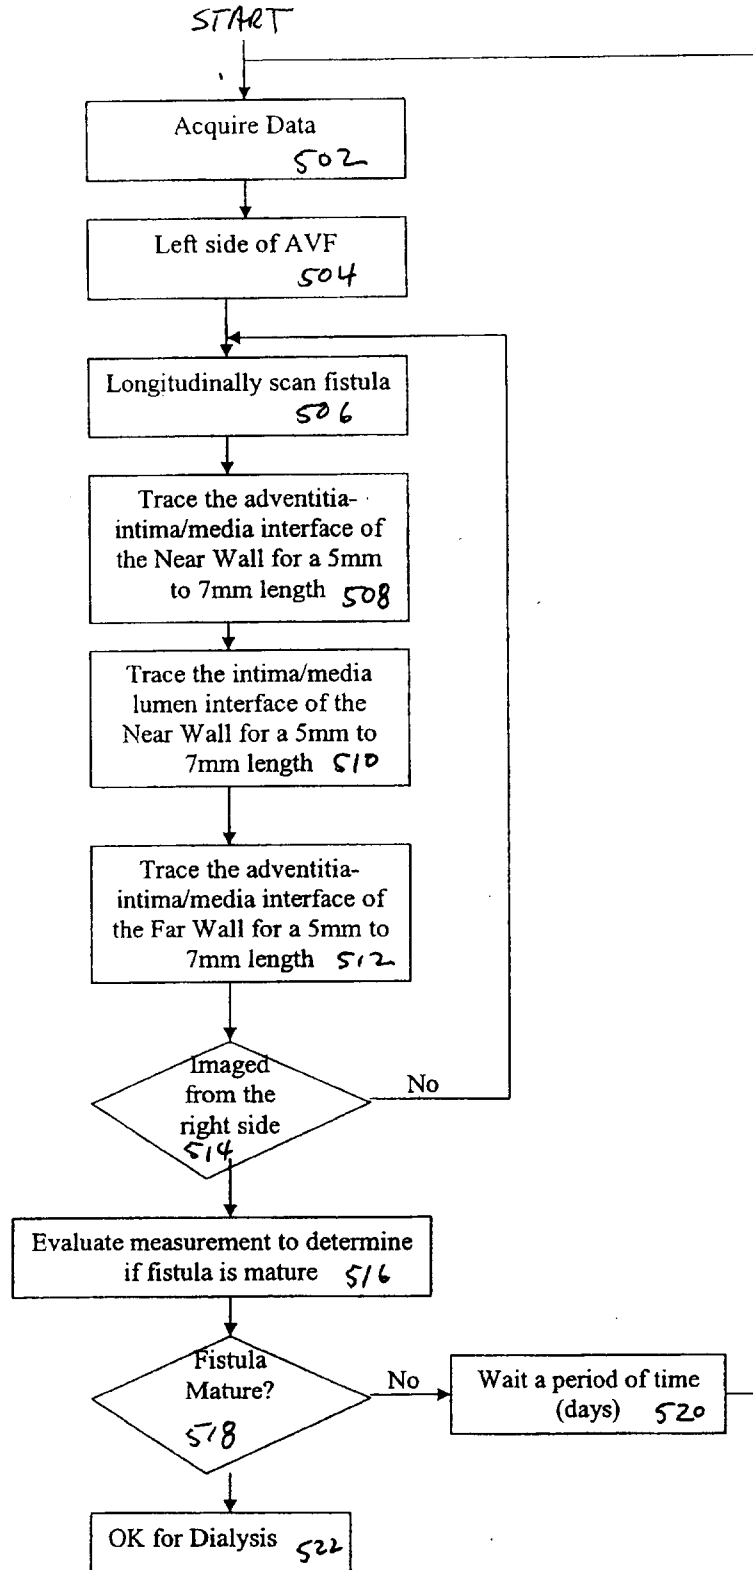 START
Acquire Data
502
Left side of AVF
504
Longitudinally scan fistula
506
Trace the adventitia-
intima/media interface of
the Near Wall for a 5mm
to 7mm length 508
Trace the intima/media
lumen interface of the
Near Wall for a 5mm to
7mm length 510
Trace the adventitia-
intima/media interface of
the Far Wall for a 5mm to
7mm length 512
Imaged
from the
right side
514
No
Evaluate measurement to determine
if fistula is mature 516
Fistula
Mature?
518
No
Wait a period of time
(days) 520
OK for Dialysis 522